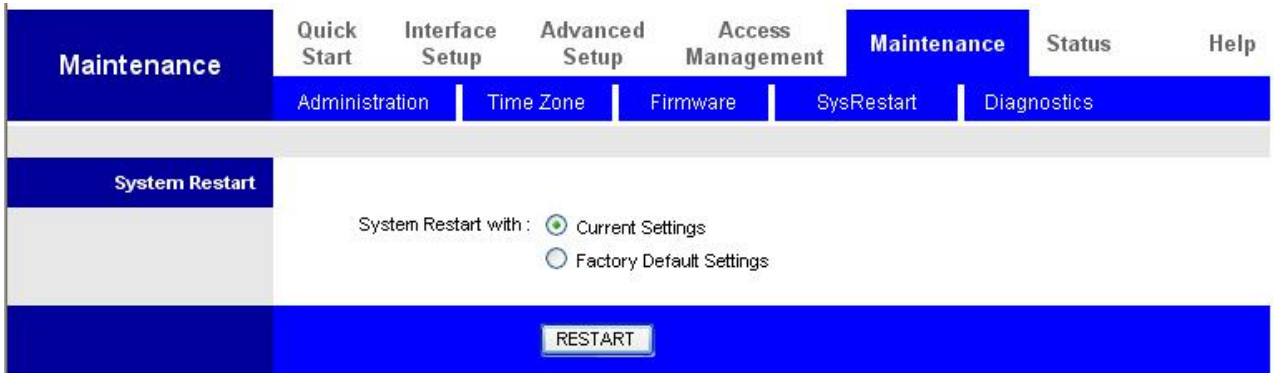 Maintenance
Quick Start
Interface Setup
Advanced Setup
Access Management
Maintenance
Status
Help
Administration
Time Zone
Firmware
SysRestart
Diagnostics
System Restart
System Restart with :
Current Settings
Factory Default Settings
RESTART